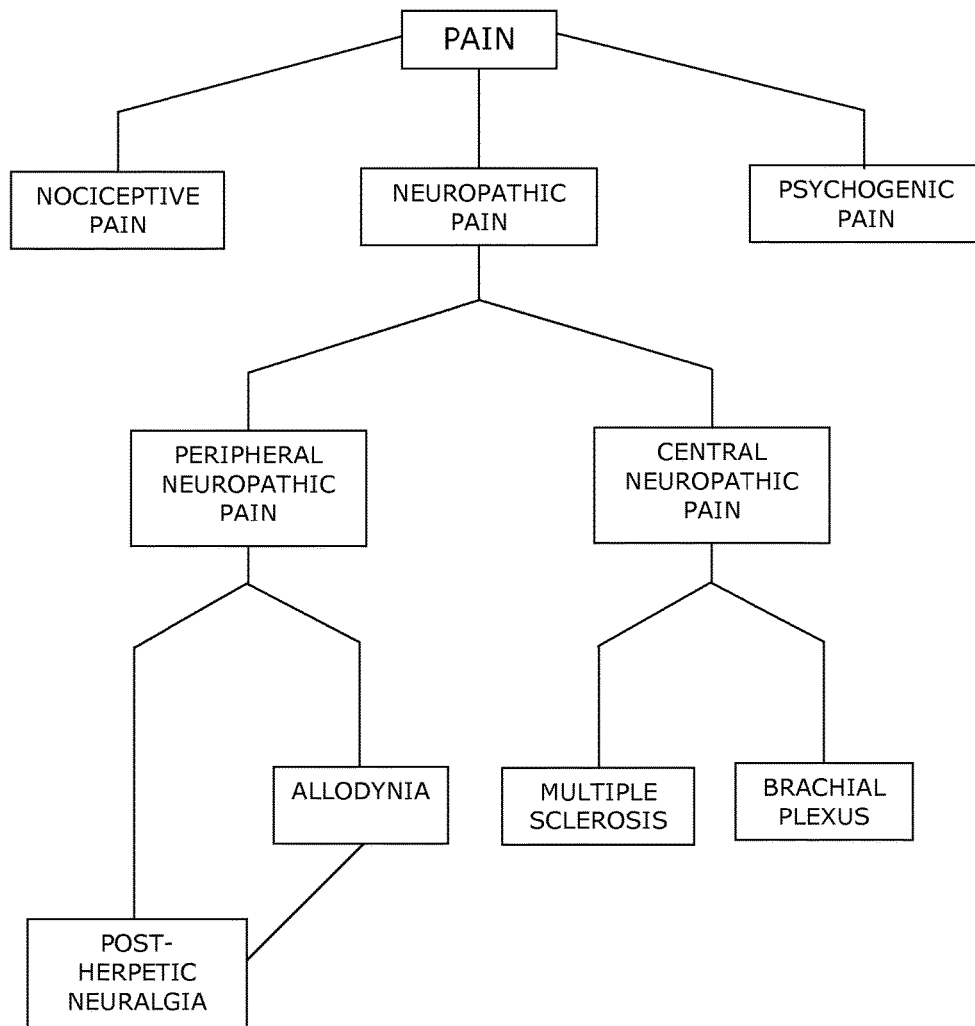 PAIN
NOCICEPTIVE
PAIN
NEUROPATHIC
PAIN
PSYCHOGENIC
PAIN
PERIPHERAL
NEUROPATHIC
PAIN
CENTRAL
NEUROPATHIC
PAIN
ALLODYNIA
MULTIPLE
SCLEROSIS
BRACHIAL
PLEXUS
POST-
HERPETIC
NEURALGIA